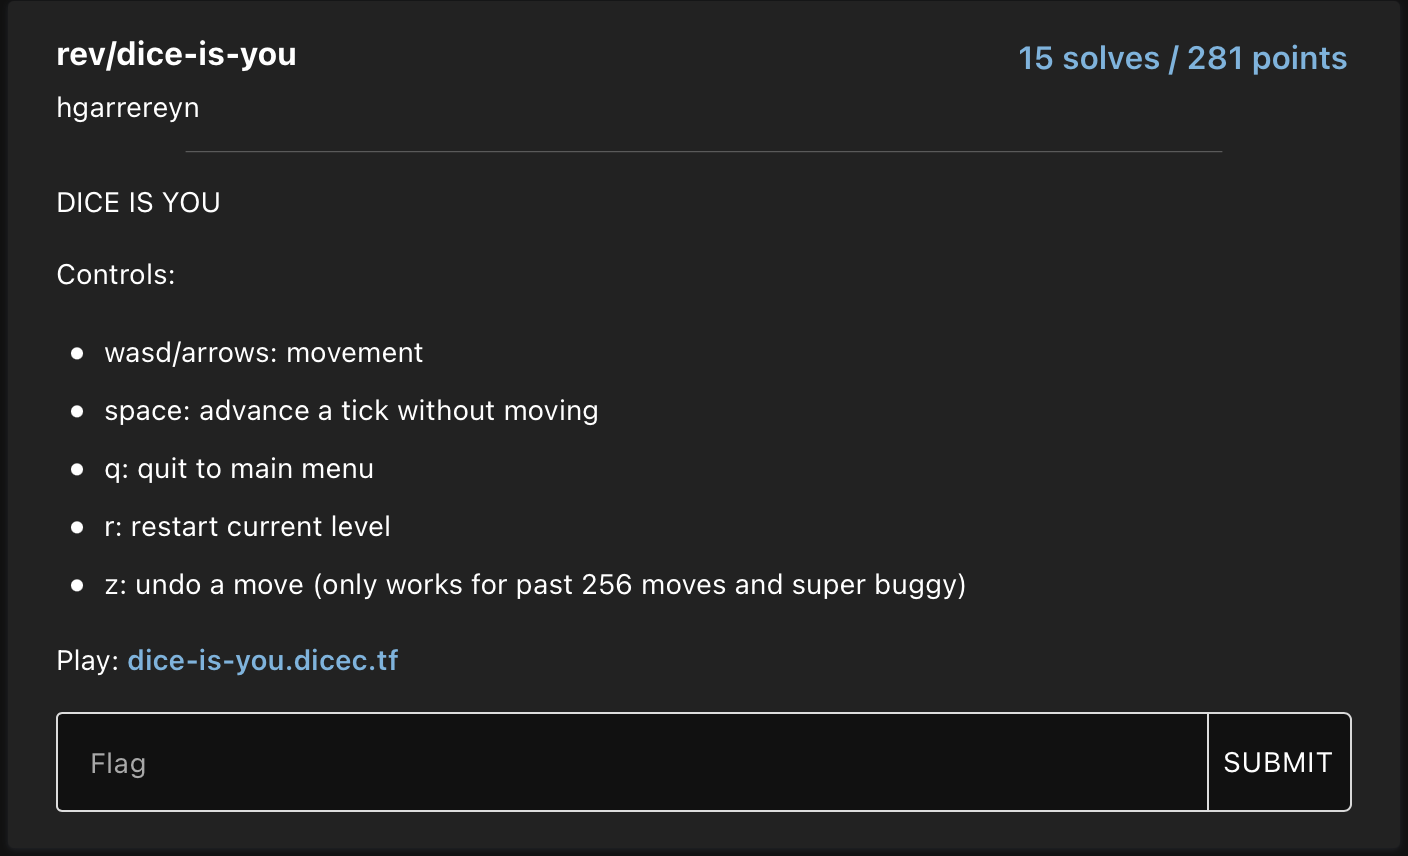 rev/dice-is-you
15 solves / 281 points
hgarrereyn
DICE IS YOU
Controls:
wasd/arrows: movement
space: advance a tick without moving
q: quit to main menu
r: restart current level
z: undo a move (only works for past 256 moves and super buggy)
Play: dice-is-you.dicec.tf
Flag
SUBMIT